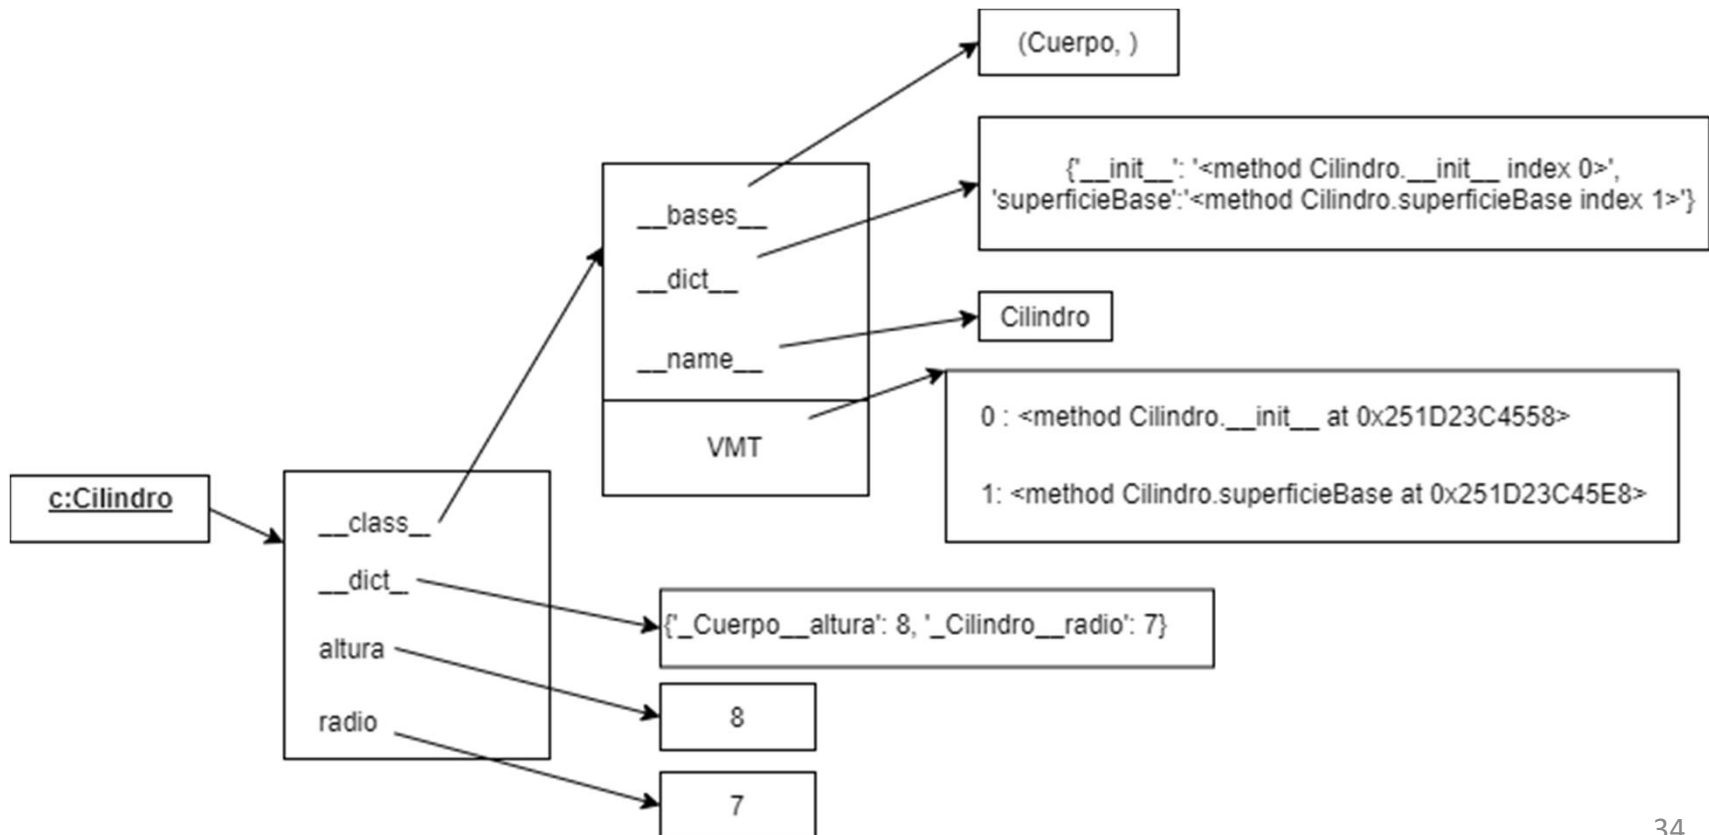 (Cuerpo, )
{'__init__': '<method Cilindro.__init__ index 0>',
'superficieBase':'<method Cilindro.superficieBase index 1>'}
__bases__
__dict__
Cilindro
__name__
0 : <method Cilindro.__init__ at 0x251D23C4558>
VMT
1: <method Cilindro.superficieBase at 0x251D23C45E8>
c:Cilindro
__class__
__dict__
{'_Cuerpo__altura': 8, '_Cilindro__radio': 7}
altura
8
radio
7
34